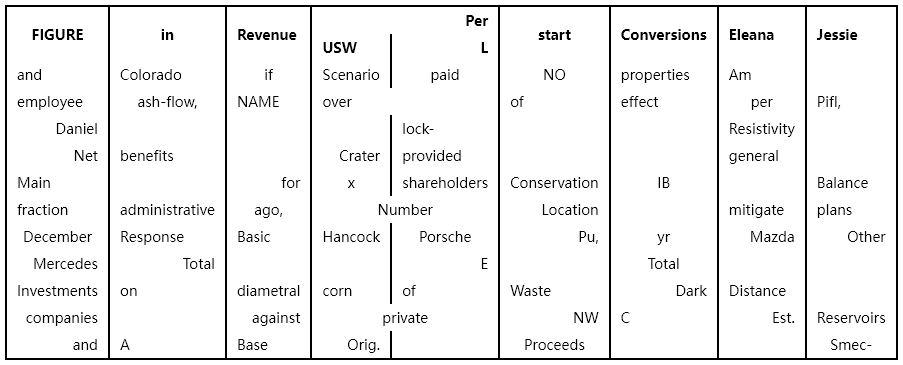 Per
FIGURE in Revenue USW L start Conversions Eleana Jessie
and Colorado if Scenario paid NO properties Am
employee ash-flow, NAME over of effect per Pifl,
Daniel lock- Resistivity
Net benefits Crater provided general
Main for x shareholders Conservation IB Balance
fraction administrative ago, Number Location mitigate plans
December Response Basic Hancock Porsche Pu, yr Mazda Other
Mercedes Total E Total
Investments on diametral corn of Waste Dark Distance
companies against private NW C Est. Reservoirs
and A Base Orig. Proceeds Smec-